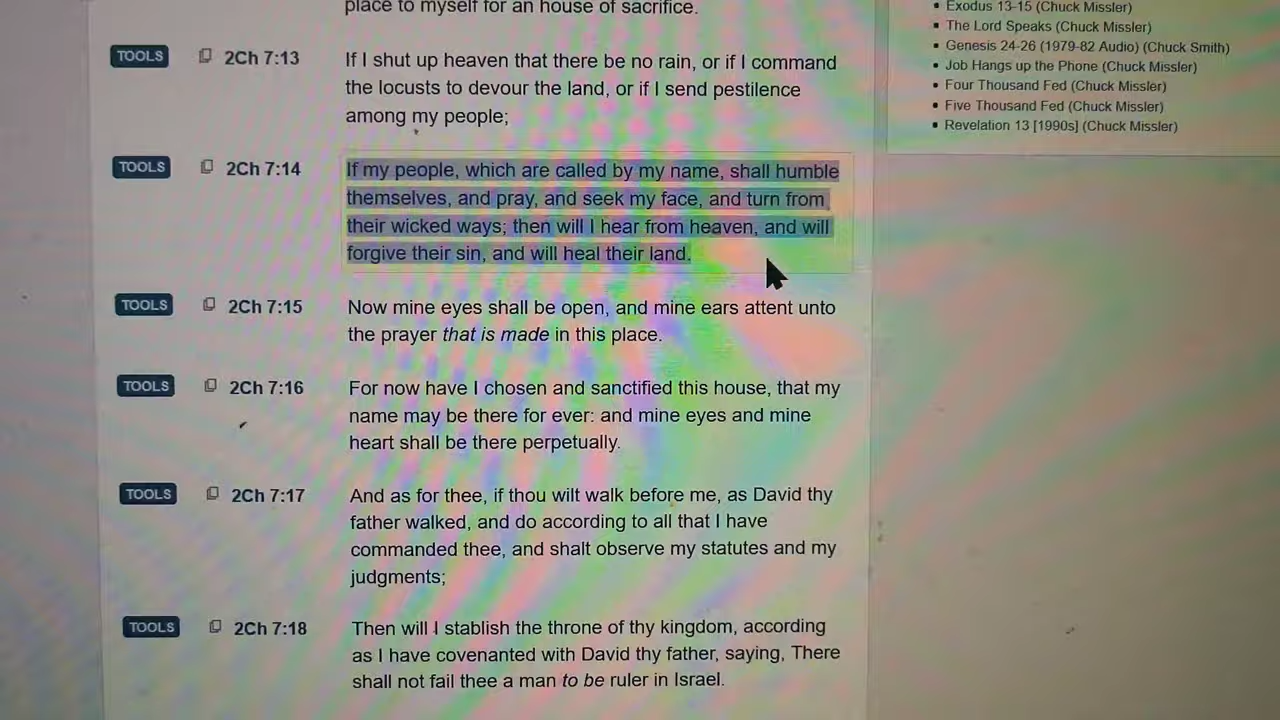 place to myself for an house of sacrifice.
TOOLS 2Ch 7:13 If I shut up heaven that there be no rain, or if I command
the locusts to devour the land, or if I send pestilence
among my people;
TOOLS 2Ch 7:14 If my people, which are called by my name, shall humble
themselves, and pray, and seek my face, and turn from
their wicked ways; then will I hear from heaven, and will
forgive their sin, and will heal their land.
TOOLS 2Ch 7:15 Now mine eyes shall be open, and mine ears attent unto
the prayer that is made in this place.
TOOLS 2Ch 7:16 For now have I chosen and sanctified this house, that my
name may be there for ever: and mine eyes and mine
heart shall be there perpetually.
TOOLS 2Ch 7:17 And as for thee, if thou wilt walk before me, as David thy
father walked, and do according to all that I have
commanded thee, and shalt observe my statutes and my
judgments;
TOOLS 2Ch 7:18 Then will I stablish the throne of thy kingdom, according
as I have covenanted with David thy father, saying, There
shall not fail thee a man to be ruler in Israel.
Exodus 13-15 (Chuck Missler)
The Lord Speaks (Chuck Missler)
Genesis 24-26 (1979-82 Audio) (Chuck Smith)
Job Hangs up the Phone (Chuck Missler)
Four Thousand Fed (Chuck Missler)
Five Thousand Fed (Chuck Missler)
Revelation 13 [1990s] (Chuck Missler)